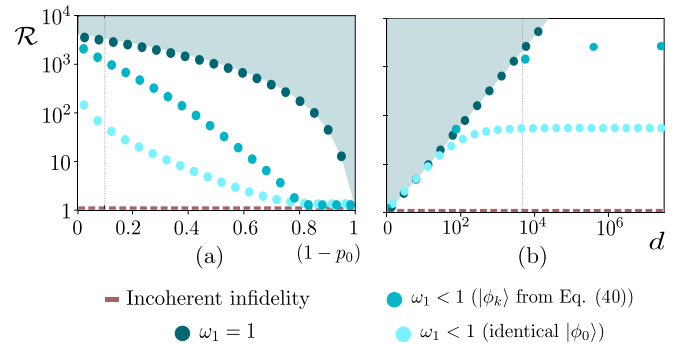 𝓡
10⁴
10³
10²
10
1
0 0.2 0.4 0.6 0.8 1
(a) (1 − p₀)
0 10² 10⁴ 10⁶
(b) d
Incoherent infidelity
ω₁ = 1
ω₁ < 1 (|ϕₖ⟩ from Eq. (40))
ω₁ < 1 (identical |ϕ₀⟩)